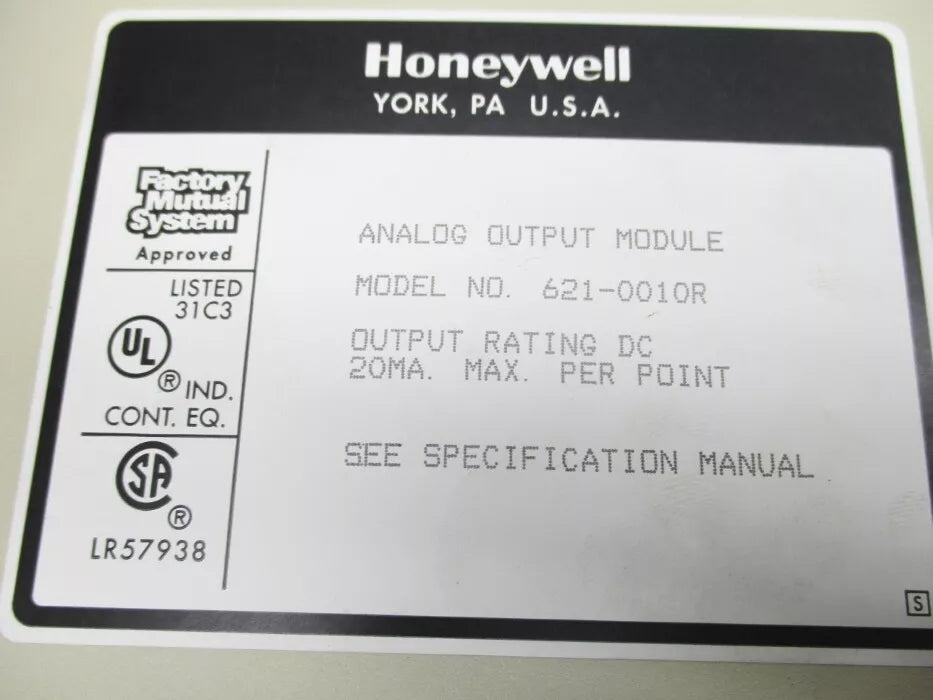 Honeywell
YORK, PA U.S.A.
Factory
Mutual
System
Approved
LISTED
31C3
UL
® IND.
CONT. EQ.
SA
®
LR57938
ANALOG OUTPUT MODULE
MODEL NO. 621-0010R
OUTPUT RATING DC
20MA. MAX. PER POINT
SEE SPECIFICATION MANUAL
S